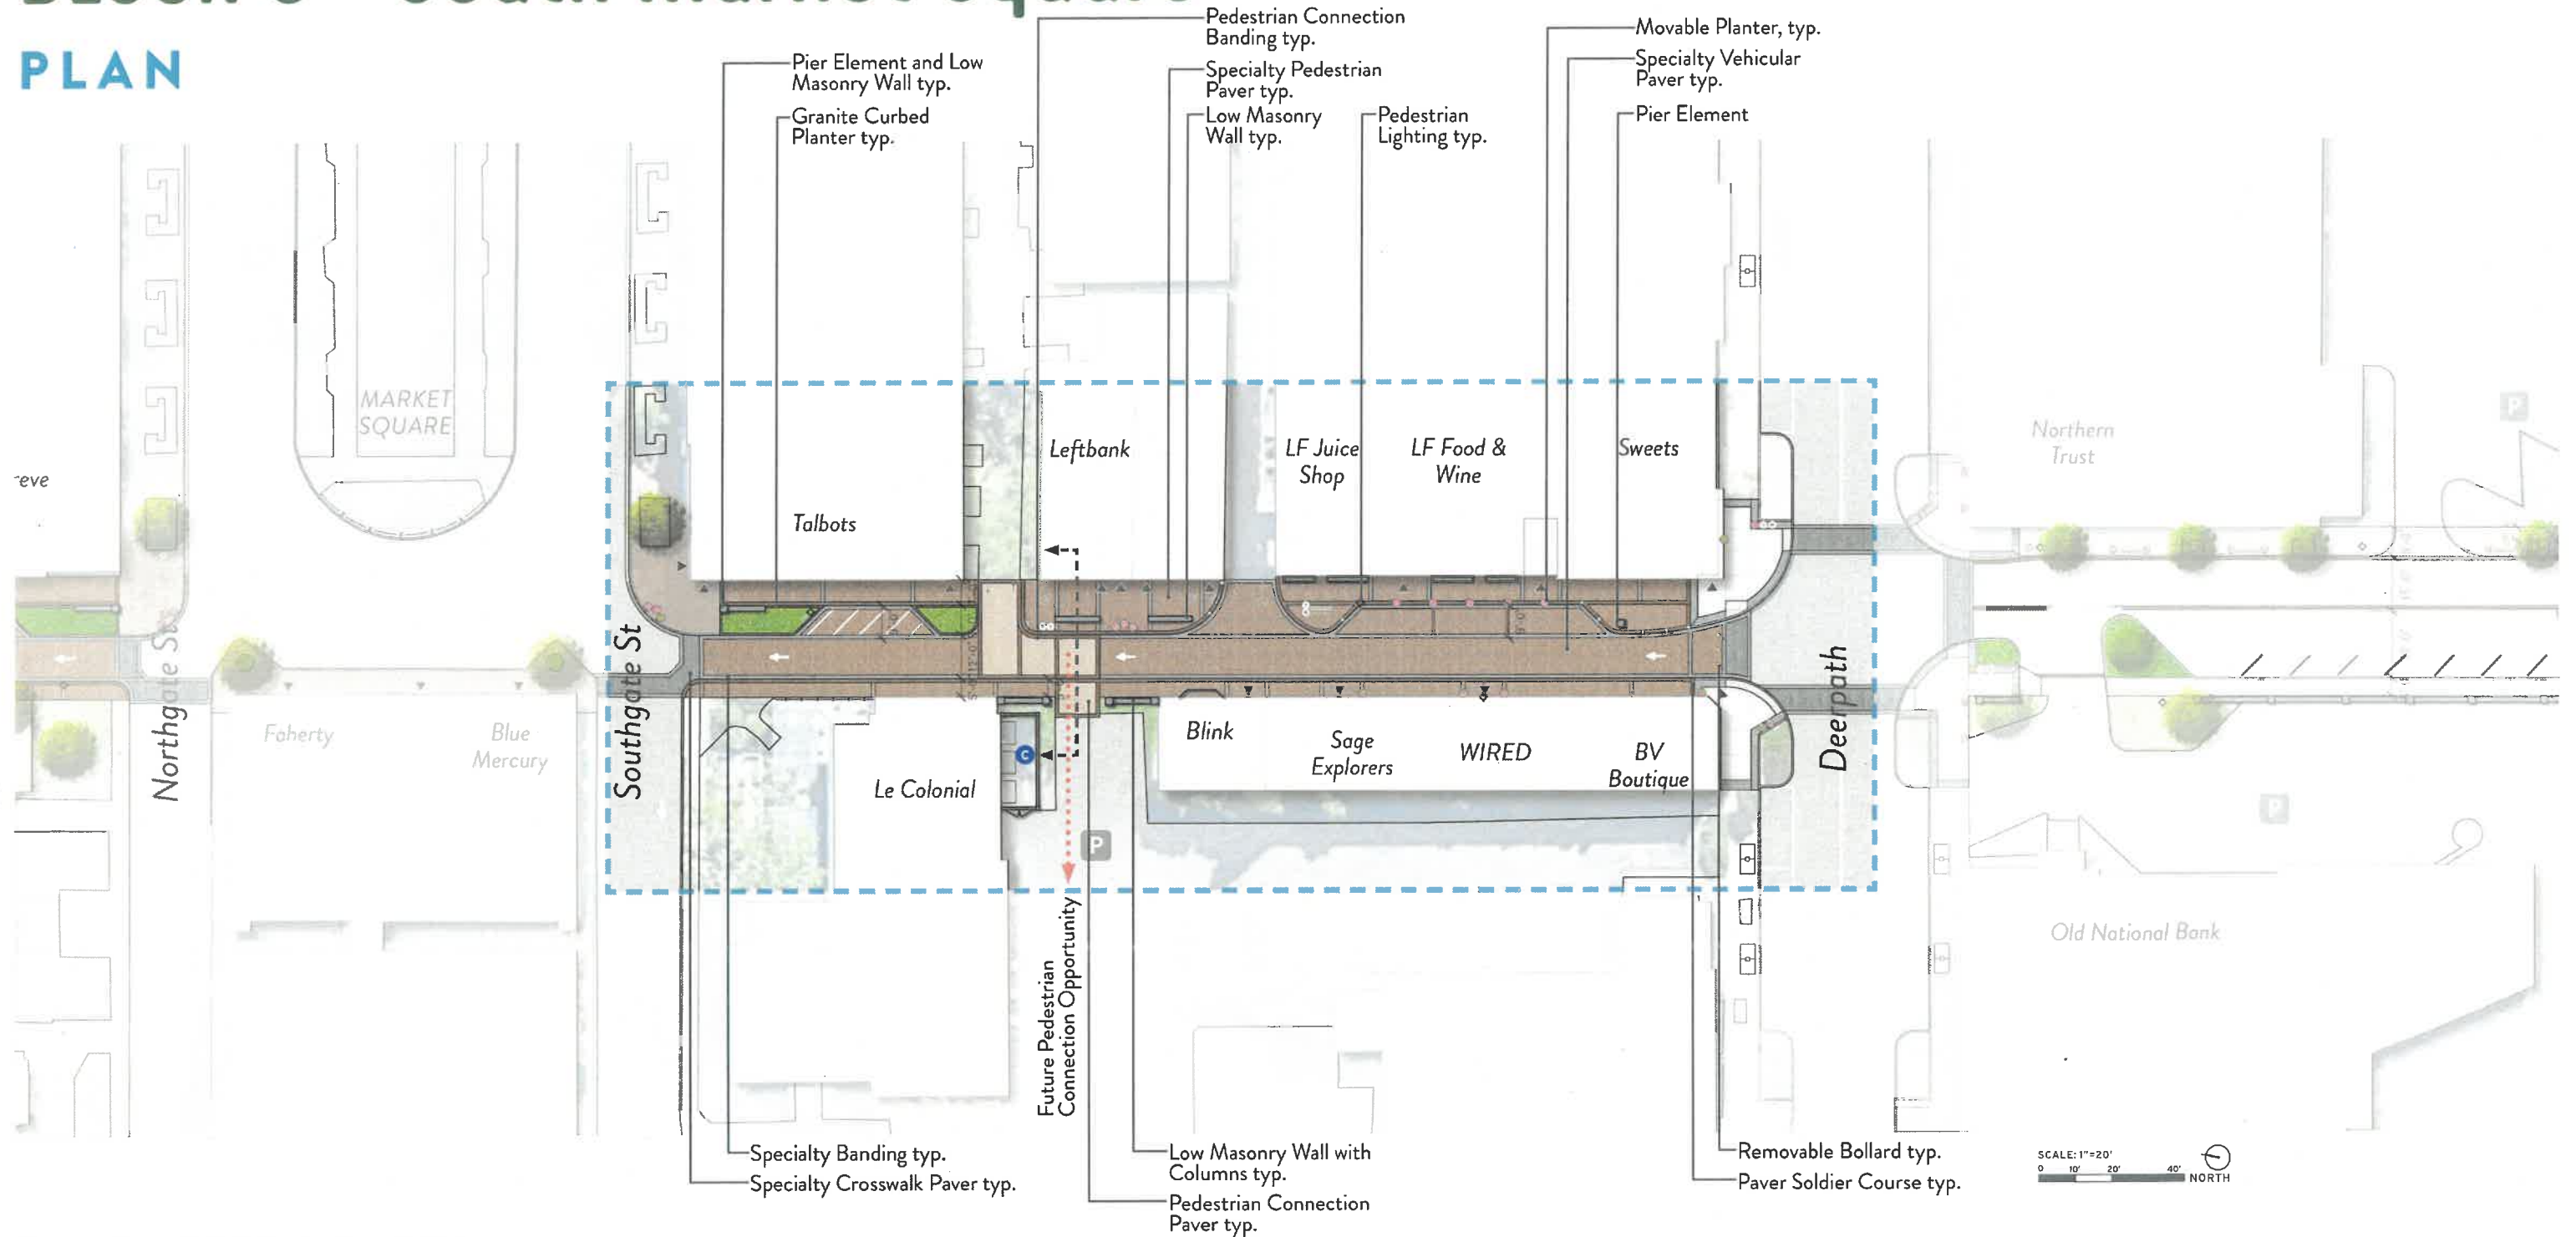 PLAN
Pedestrian Connection
Banding typ.
Movable Planter, typ.
Pier Element and Low
Masonry Wall typ.
Specialty Pedestrian
Paver typ.
Specialty Vehicular
Paver typ.
Granite Curbed
Planter typ.
Low Masonry
Wall typ.
Pedestrian
Lighting typ.
Pier Element
MARKET
SQUARE
reve
Talbots
Leftbank
LF Juice
Shop
LF Food &
Wine
Sweets
Northern
Trust
P
Northgate St
Southgate St
Deerpath
Faherty
Blue
Mercury
Le Colonial
C
P
Blink
Sage
Explorers
WIRED
BV
Boutique
P
Old National Bank
Future Pedestrian
Connection Opportunity
Specialty Banding typ.
Specialty Crosswalk Paver typ.
Low Masonry Wall with
Columns typ.
Pedestrian Connection
Paver typ.
Removable Bollard typ.
Paver Soldier Course typ.
SCALE: 1"=20'
0 10' 20' 40'
NORTH